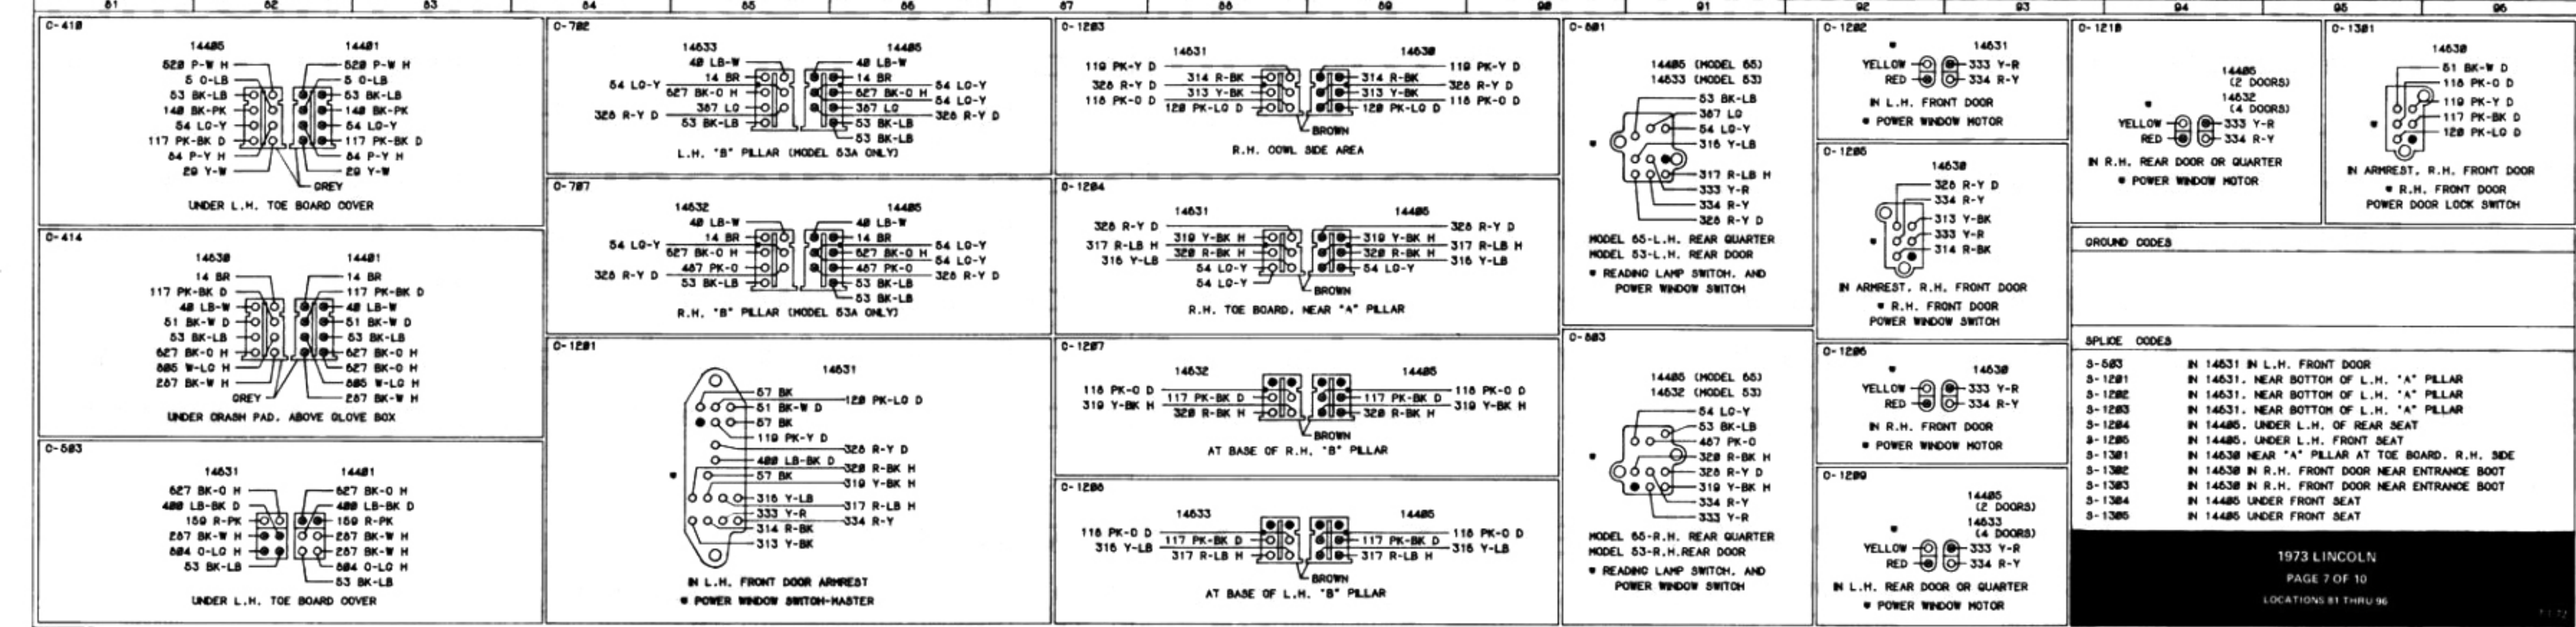 81 82 83 84 85 86 87 88 89 90 91 92 93 94 95 96
C-410
14405 14401
520 P-W H 520 P-W H
5 O-LB 5 O-LB
53 BK-LB 53 BK-LB
140 BK-PK 140 BK-PK
54 LG-Y 54 LG-Y
117 PK-BK D 117 PK-BK D
84 P-Y H 84 P-Y H
29 Y-W 29 Y-W
GREY
UNDER L.H. TOE BOARD COVER
C-414
14630 14401
14 BR 14 BR
117 PK-BK D 117 PK-BK D
40 LB-W 40 LB-W
51 BK-W D 51 BK-W D
53 BK-LB 53 BK-LB
627 BK-O H 627 BK-O H
627 BK-O H
805 W-LG H 805 W-LG H
287 BK-W H 287 BK-W H
GREY
UNDER CRASH PAD, ABOVE GLOVE BOX
C-503
14631 14401
627 BK-O H 627 BK-O H
400 LB-BK D 400 LB-BK D
159 R-PK 159 R-PK
287 BK-W H 287 BK-W H
287 BK-W H
804 O-LG H 804 O-LG H
53 BK-LB 53 BK-LB
UNDER L.H. TOE BOARD COVER
C-702
14633 14405
40 LB-W 40 LB-W
14 BR 14 BR
54 LG-Y 54 LG-Y
627 BK-O H 627 BK-O H
54 LG-Y
387 LG 387 LG
328 R-Y D 328 R-Y D
53 BK-LB 53 BK-LB
53 BK-LB
L.H. "B" PILLAR (MODEL 53A ONLY)
C-707
14632 14405
40 LB-W 40 LB-W
14 BR 14 BR
54 LG-Y 54 LG-Y
627 BK-O H 627 BK-O H
54 LG-Y
467 PK-O 467 PK-O
328 R-Y D 328 R-Y D
53 BK-LB 53 BK-LB
53 BK-LB
R.H. "B" PILLAR (MODEL 53A ONLY)
C-1201
14631
57 BK
120 PK-LG D
51 BK-W D
57 BK
119 PK-Y D
328 R-Y D
400 LB-BK D
320 R-BK H
57 BK
319 Y-BK H
316 Y-LB
317 R-LB H
333 Y-R
334 R-Y
314 R-BK
313 Y-BK
IN L.H. FRONT DOOR ARMREST
* POWER WINDOW SWITCH-MASTER
C-1203
14631 14630
119 PK-Y D 119 PK-Y D
314 R-BK 314 R-BK
328 R-Y D 328 R-Y D
313 Y-BK 313 Y-BK
118 PK-O D 118 PK-O D
120 PK-LG D 120 PK-LG D
BROWN
R.H. COWL SIDE AREA
C-1204
14631 14405
328 R-Y D 328 R-Y D
319 Y-BK H 319 Y-BK H
317 R-LB H 317 R-LB H
320 R-BK H 320 R-BK H
316 Y-LB 316 Y-LB
54 LG-Y 54 LG-Y
54 LG-Y
BROWN
R.H. TOE BOARD, NEAR "A" PILLAR
C-1207
14632 14405
118 PK-O D 118 PK-O D
117 PK-BK D 117 PK-BK D
319 Y-BK H 319 Y-BK H
320 R-BK H 320 R-BK H
BROWN
AT BASE OF R.H. "B" PILLAR
C-1208
14633 14405
118 PK-O D 118 PK-O D
117 PK-BK D 117 PK-BK D
316 Y-LB 316 Y-LB
317 R-LB H 317 R-LB H
BROWN
AT BASE OF L.H. "B" PILLAR
C-801
14405 (MODEL 65)
14633 (MODEL 53)
53 BK-LB
387 LG
54 LG-Y
316 Y-LB
317 R-LB H
333 Y-R
334 R-Y
328 R-Y D
MODEL 65-L.H. REAR QUARTER
MODEL 53-L.H. REAR DOOR
* READING LAMP SWITCH, AND
POWER WINDOW SWITCH
C-803
14405 (MODEL 65)
14632 (MODEL 53)
54 LG-Y
53 BK-LB
467 PK-O
320 R-BK H
328 R-Y D
319 Y-BK H
334 R-Y
333 Y-R
MODEL 65-R.H. REAR QUARTER
MODEL 53-R.H.REAR DOOR
* READING LAMP SWITCH, AND
POWER WINDOW SWITCH
C-1202
* 14631
YELLOW 333 Y-R
RED 334 R-Y
IN L.H. FRONT DOOR
* POWER WINDOW MOTOR
C-1205
14630
328 R-Y D
334 R-Y
313 Y-BK
333 Y-R
314 R-BK
IN ARMREST, R.H. FRONT DOOR
* R.H. FRONT DOOR
POWER WINDOW SWITCH
C-1206
* 14630
YELLOW 333 Y-R
RED 334 R-Y
IN R.H. FRONT DOOR
* POWER WINDOW MOTOR
C-1209
14405
(2 DOORS)
14633
(4 DOORS)
YELLOW 333 Y-R
RED 334 R-Y
IN L.H. REAR DOOR OR QUARTER
* POWER WINDOW MOTOR
C-1210
14405
(2 DOORS)
14632
(4 DOORS)
YELLOW 333 Y-R
RED 334 R-Y
IN R.H. REAR DOOR OR QUARTER
* POWER WINDOW MOTOR
C-1301
14630
51 BK-W D
118 PK-O D
119 PK-Y D
117 PK-BK D
120 PK-LG D
IN ARMREST, R.H. FRONT DOOR
* R.H. FRONT DOOR
POWER DOOR LOCK SWITCH
GROUND CODES
SPLICE CODES
S-503 IN 14631 IN L.H. FRONT DOOR
S-1201 IN 14631, NEAR BOTTOM OF L.H. "A" PILLAR
S-1202 IN 14631, NEAR BOTTOM OF L.H. "A" PILLAR
S-1203 IN 14631, NEAR BOTTOM OF L.H. "A" PILLAR
S-1204 IN 14405, UNDER L.H. OF REAR SEAT
S-1205 IN 14405, UNDER L.H. FRONT SEAT
S-1301 IN 14630 NEAR "A" PILLAR AT TOE BOARD, R.H. SIDE
S-1302 IN 14630 IN R.H. FRONT DOOR NEAR ENTRANCE BOOT
S-1303 IN 14630 IN R.H. FRONT DOOR NEAR ENTRANCE BOOT
S-1304 IN 14405 UNDER FRONT SEAT
S-1305 IN 14405 UNDER FRONT SEAT
1973 LINCOLN
PAGE 7 OF 10
LOCATIONS 81 THRU 96